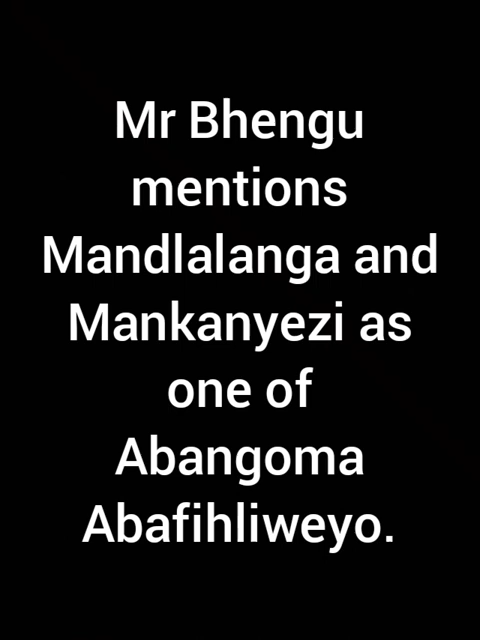 Mr Bhengu
mentions
Mandlalanga and
Mankanyezi as
one of
Abangoma
Abafihliweyo.